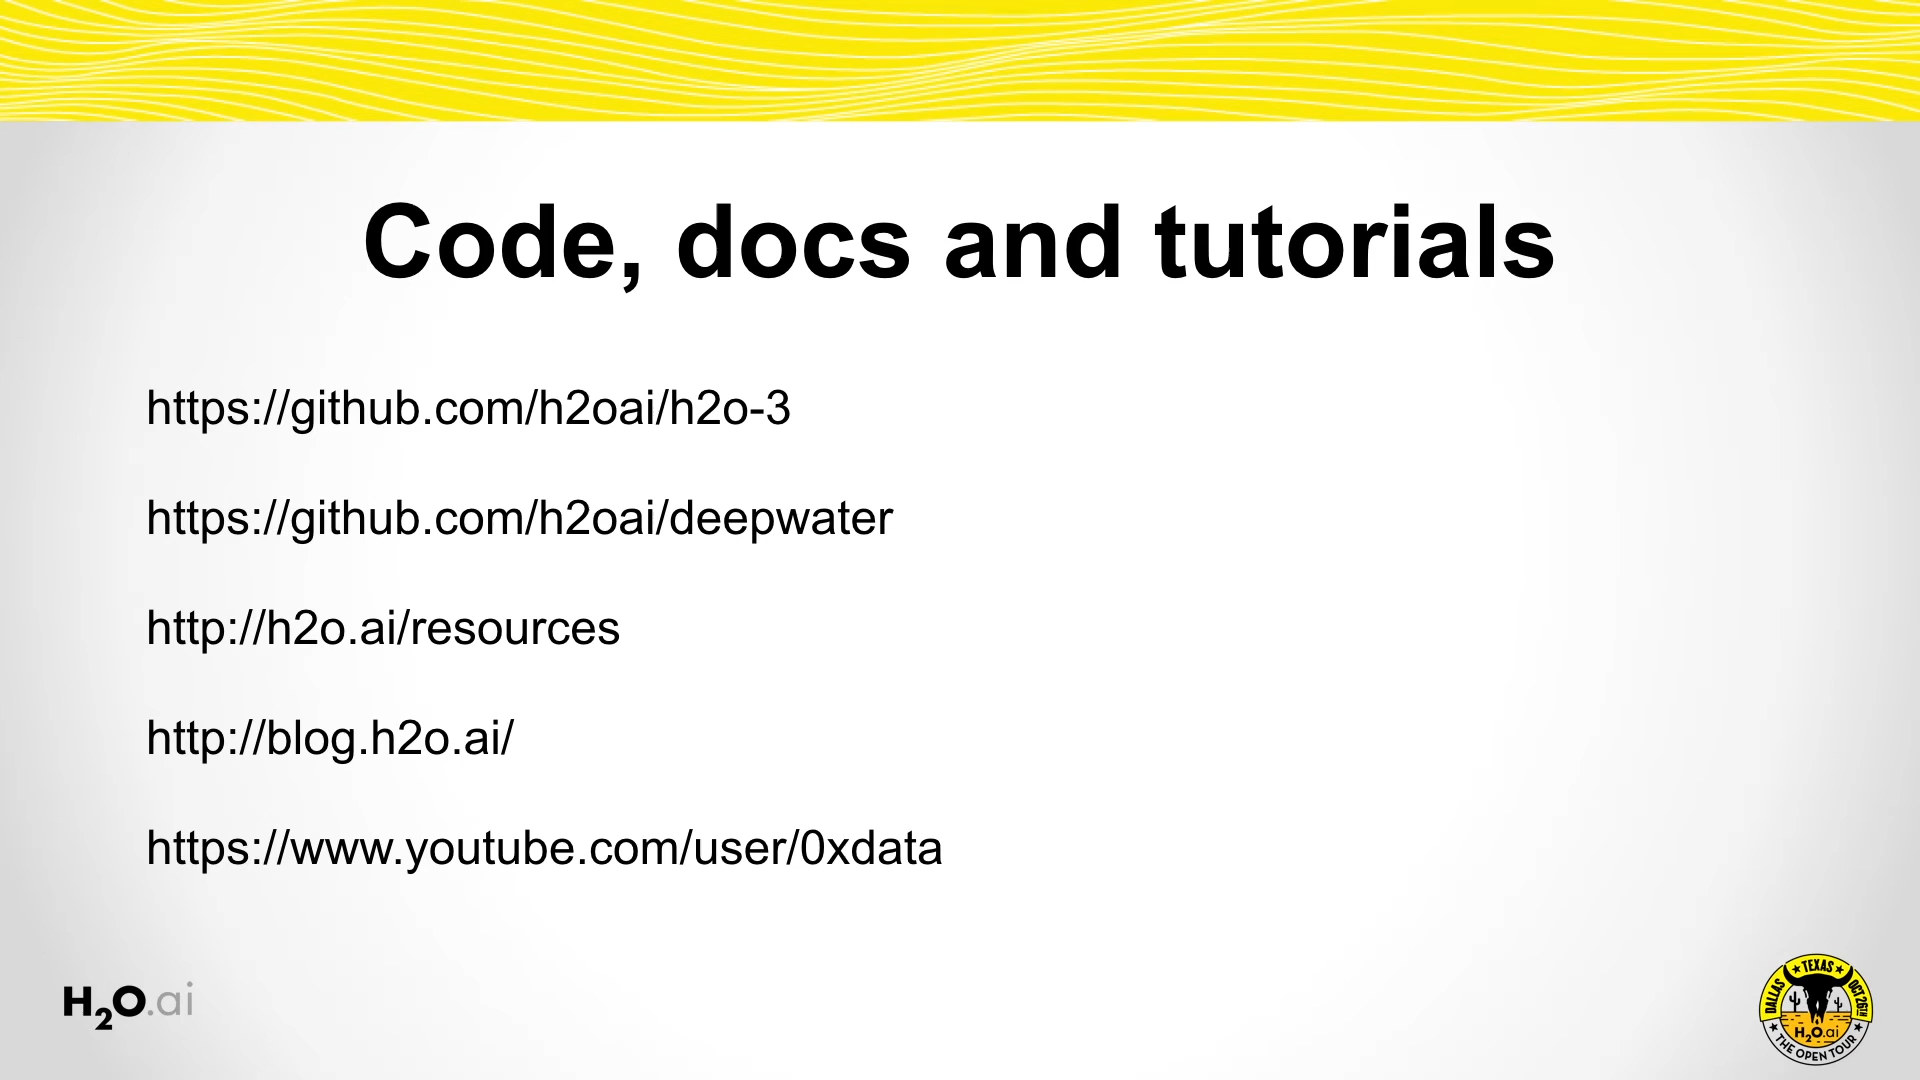 Code, docs and tutorials
https://github.com/h2oai/h2o-3
https://github.com/h2oai/deepwater
http://h2o.ai/resources
http://blog.h2o.ai/
https://www.youtube.com/user/0xdata
H2O.ai
DALLAS ★ TEXAS ★ OCT 26TH
H2O.ai
★ THE OPEN TOUR ★